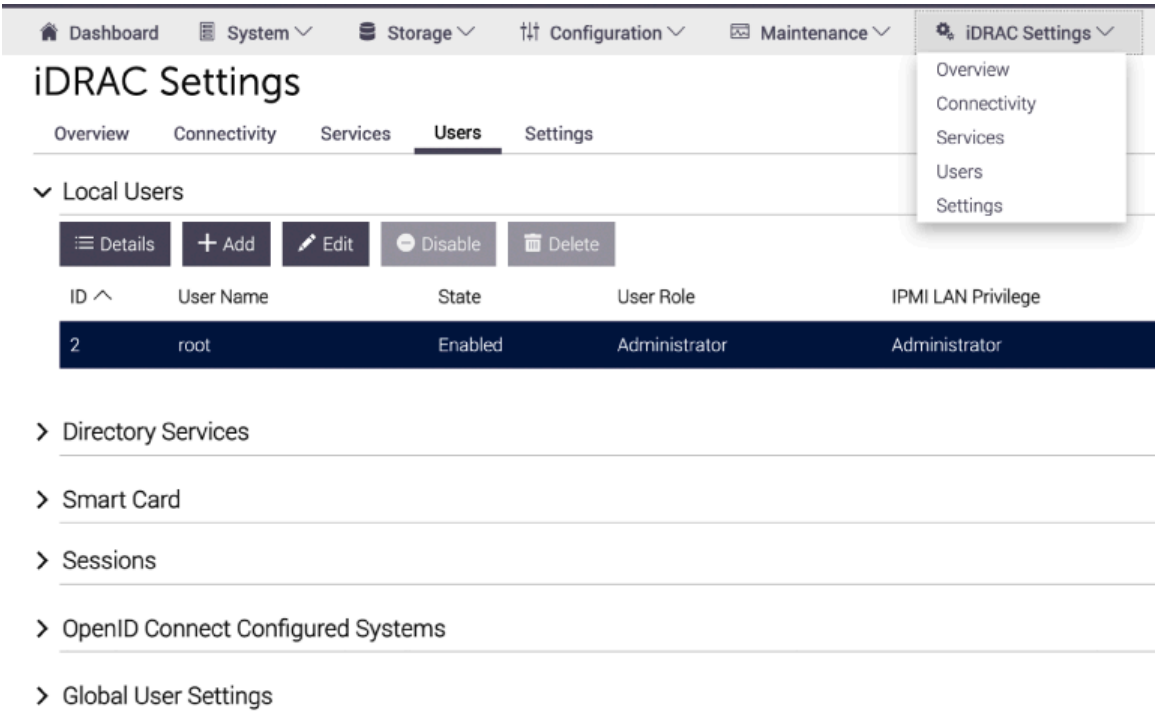 Dashboard System Storage Configuration Maintenance iDRAC Settings
iDRAC Settings
Overview
Connectivity
Services
Users
Settings
Overview Connectivity Services Users Settings
Local Users
Details + Add Edit Disable Delete
ID User Name State User Role IPMI LAN Privilege
2 root Enabled Administrator Administrator
Directory Services
Smart Card
Sessions
OpenID Connect Configured Systems
Global User Settings